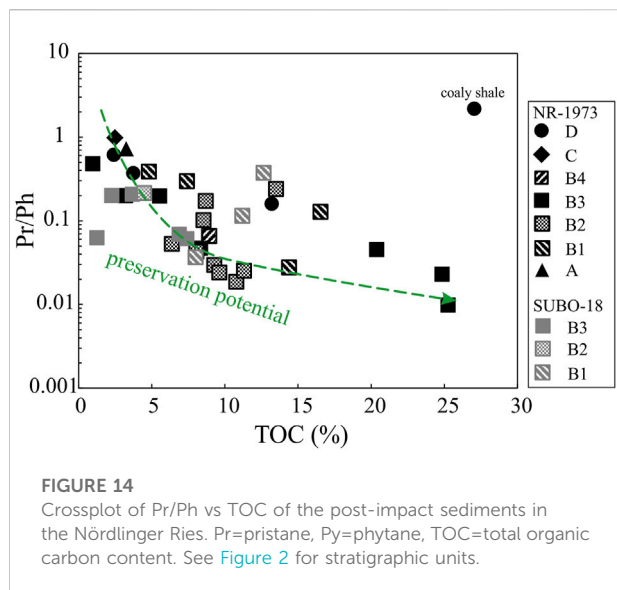 coaly shale
10
1
0.1
0.01
0.001
Pr/Ph
preservation potential
0
5
10
15
20
25
30
TOC (%)
NR-1973
D
C
B4
B3
B2
B1
A
SUBO-18
B3
B2
B1
FIGURE 14
Crossplot of Pr/Ph vs TOC of the post-impact sediments in
the Nördlinger Ries. Pr=pristane, Py=phytane, TOC=total organic
carbon content. See Figure 2 for stratigraphic units.